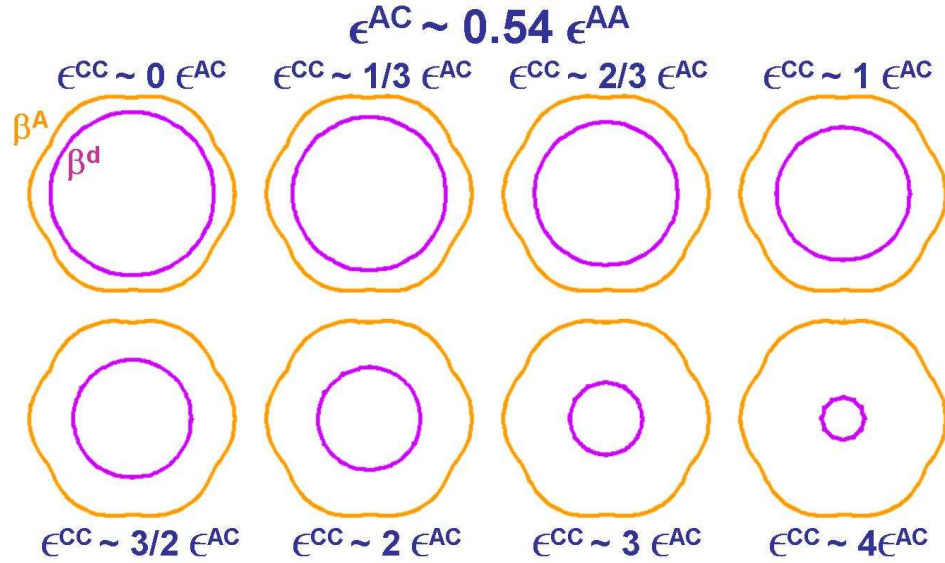 ϵ^AC ~ 0.54 ϵ^AA
ϵ^CC ~ 0 ϵ^AC
ϵ^CC ~ 1/3 ϵ^AC
ϵ^CC ~ 2/3 ϵ^AC
ϵ^CC ~ 1 ϵ^AC
β^A
β^d
ϵ^CC ~ 3/2 ϵ^AC
ϵ^CC ~ 2 ϵ^AC
ϵ^CC ~ 3 ϵ^AC
ϵ^CC ~ 4ϵ^AC